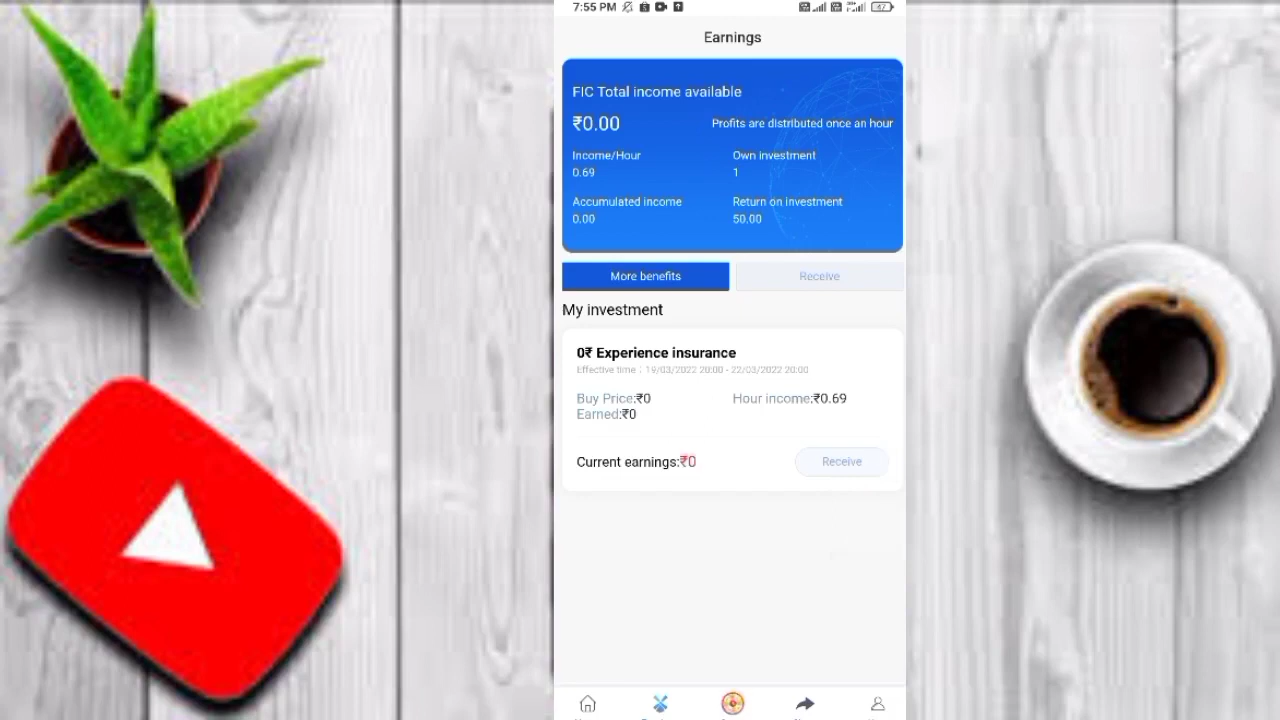 7:55 PM
47
Earnings
FIC Total income available
₹0.00
Profits are distributed once an hour
Income/Hour
Own investment
0.69
1
Accumulated income
Return on investment
0.00
50.00
More benefits
Receive
My investment
0₹ Experience insurance
Effective time : 19/03/2022 20:00 - 22/03/2022 20:00
Buy Price:₹0
Hour income:₹0.69
Earned:₹0
Current earnings:₹0
Receive